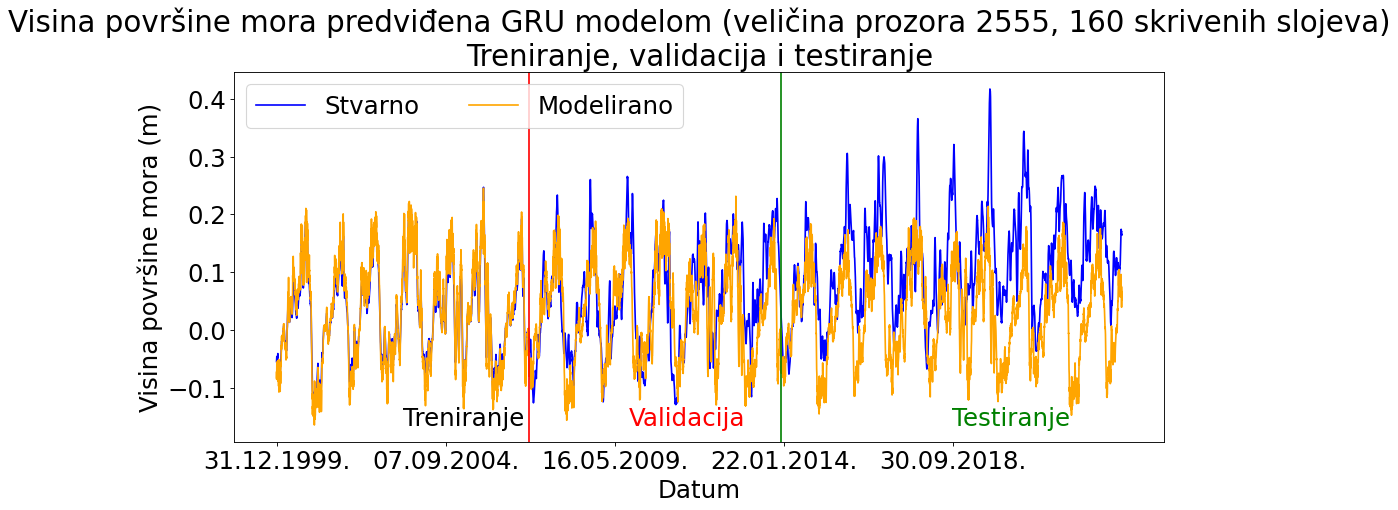 Visina površine mora predviđena GRU modelom (veličina prozora 2555, 160 skrivenih slojeva)
Treniranje, validacija i testiranje
Stvarno
Modelirano
Visina površine mora (m)
0.4
0.3
0.2
0.1
0.0
−0.1
Treniranje
Validacija
Testiranje
31.12.1999.
07.09.2004.
16.05.2009.
22.01.2014.
30.09.2018.
Datum